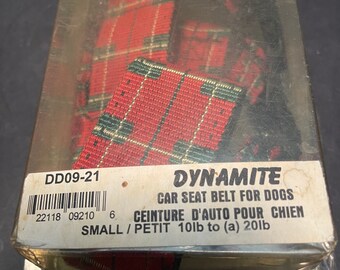 DD09-21
DYNAMITE
CAR SEAT BELT FOR DOGS
22118 09210 6
CEINTURE D'AUTO POUR CHIEN
SMALL / PETIT 10lb to (a) 20lb